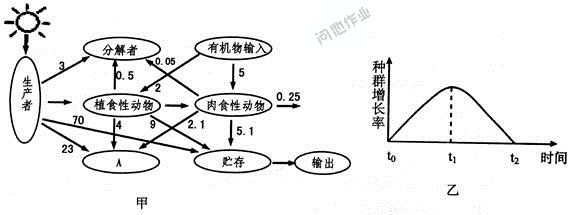 问他作业
分解者
有机物输入
生产者
植食性动物
肉食性动物
A
贮存
输出
3
0.5
0.05
2
5
0.25
70
4
9
2.1
5.1
23
甲
种群增长率
t₀
t₁
t₂
时间
乙